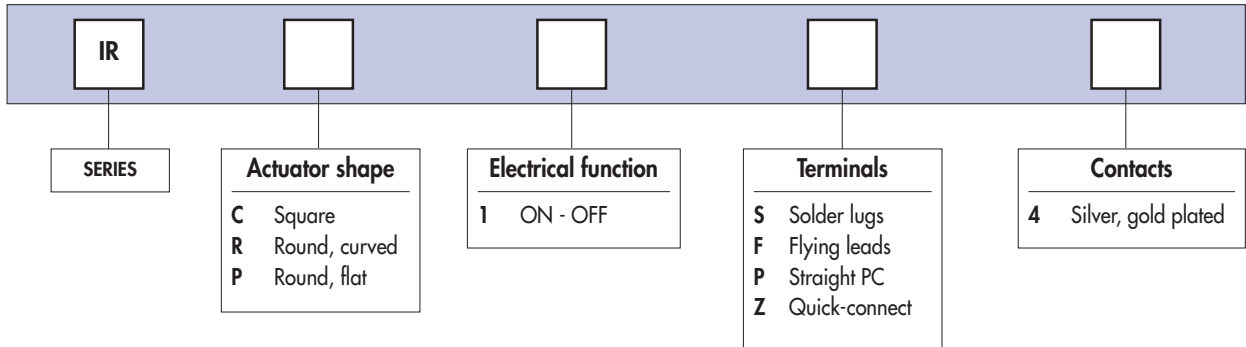 IR
SERIES
Actuator shape
C Square
R Round, curved
P Round, flat
Electrical function
1 ON - OFF
Terminals
S Solder lugs
F Flying leads
P Straight PC
Z Quick-connect
Contacts
4 Silver, gold plated